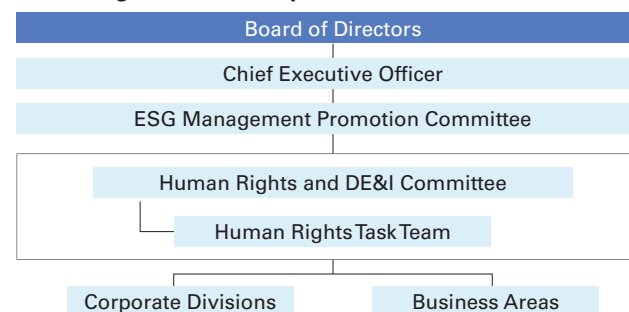 Board of Directors
Chief Executive Officer
ESG Management Promotion Committee
Human Rights and DE&I Committee
Human Rights Task Team
Corporate Divisions
Business Areas